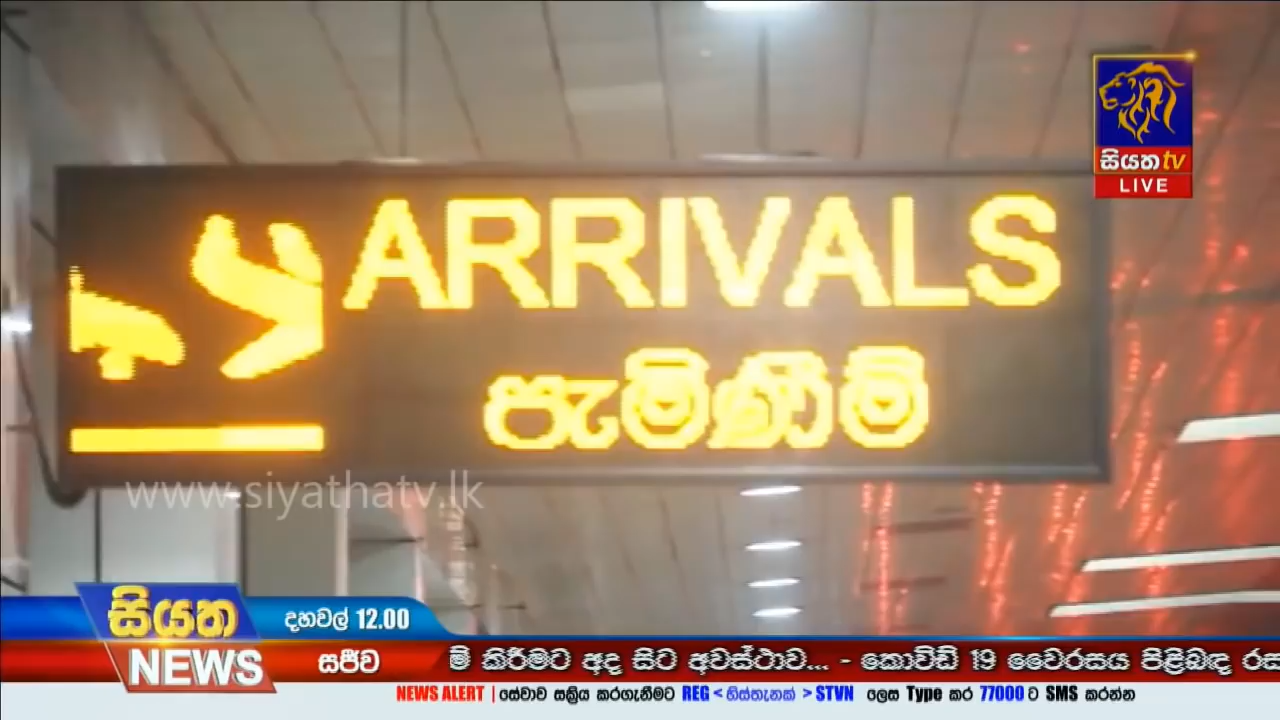 සියත tv
LIVE
ARRIVALS
පැමිණීම්
www.siyathatv.lk
සියත
NEWS
දහවල් 12.00
සජීව
ම් කිරීමට අද සිට අවස්ථාව... - කොවිඩ් 19 වෛරසය පිළිබඳ රස
NEWS ALERT | සේවාව සක්‍රිය කරගැනීමට REG < හිස්තැනක් > STVN ලෙස Type කර 77000 ට SMS කරන්න